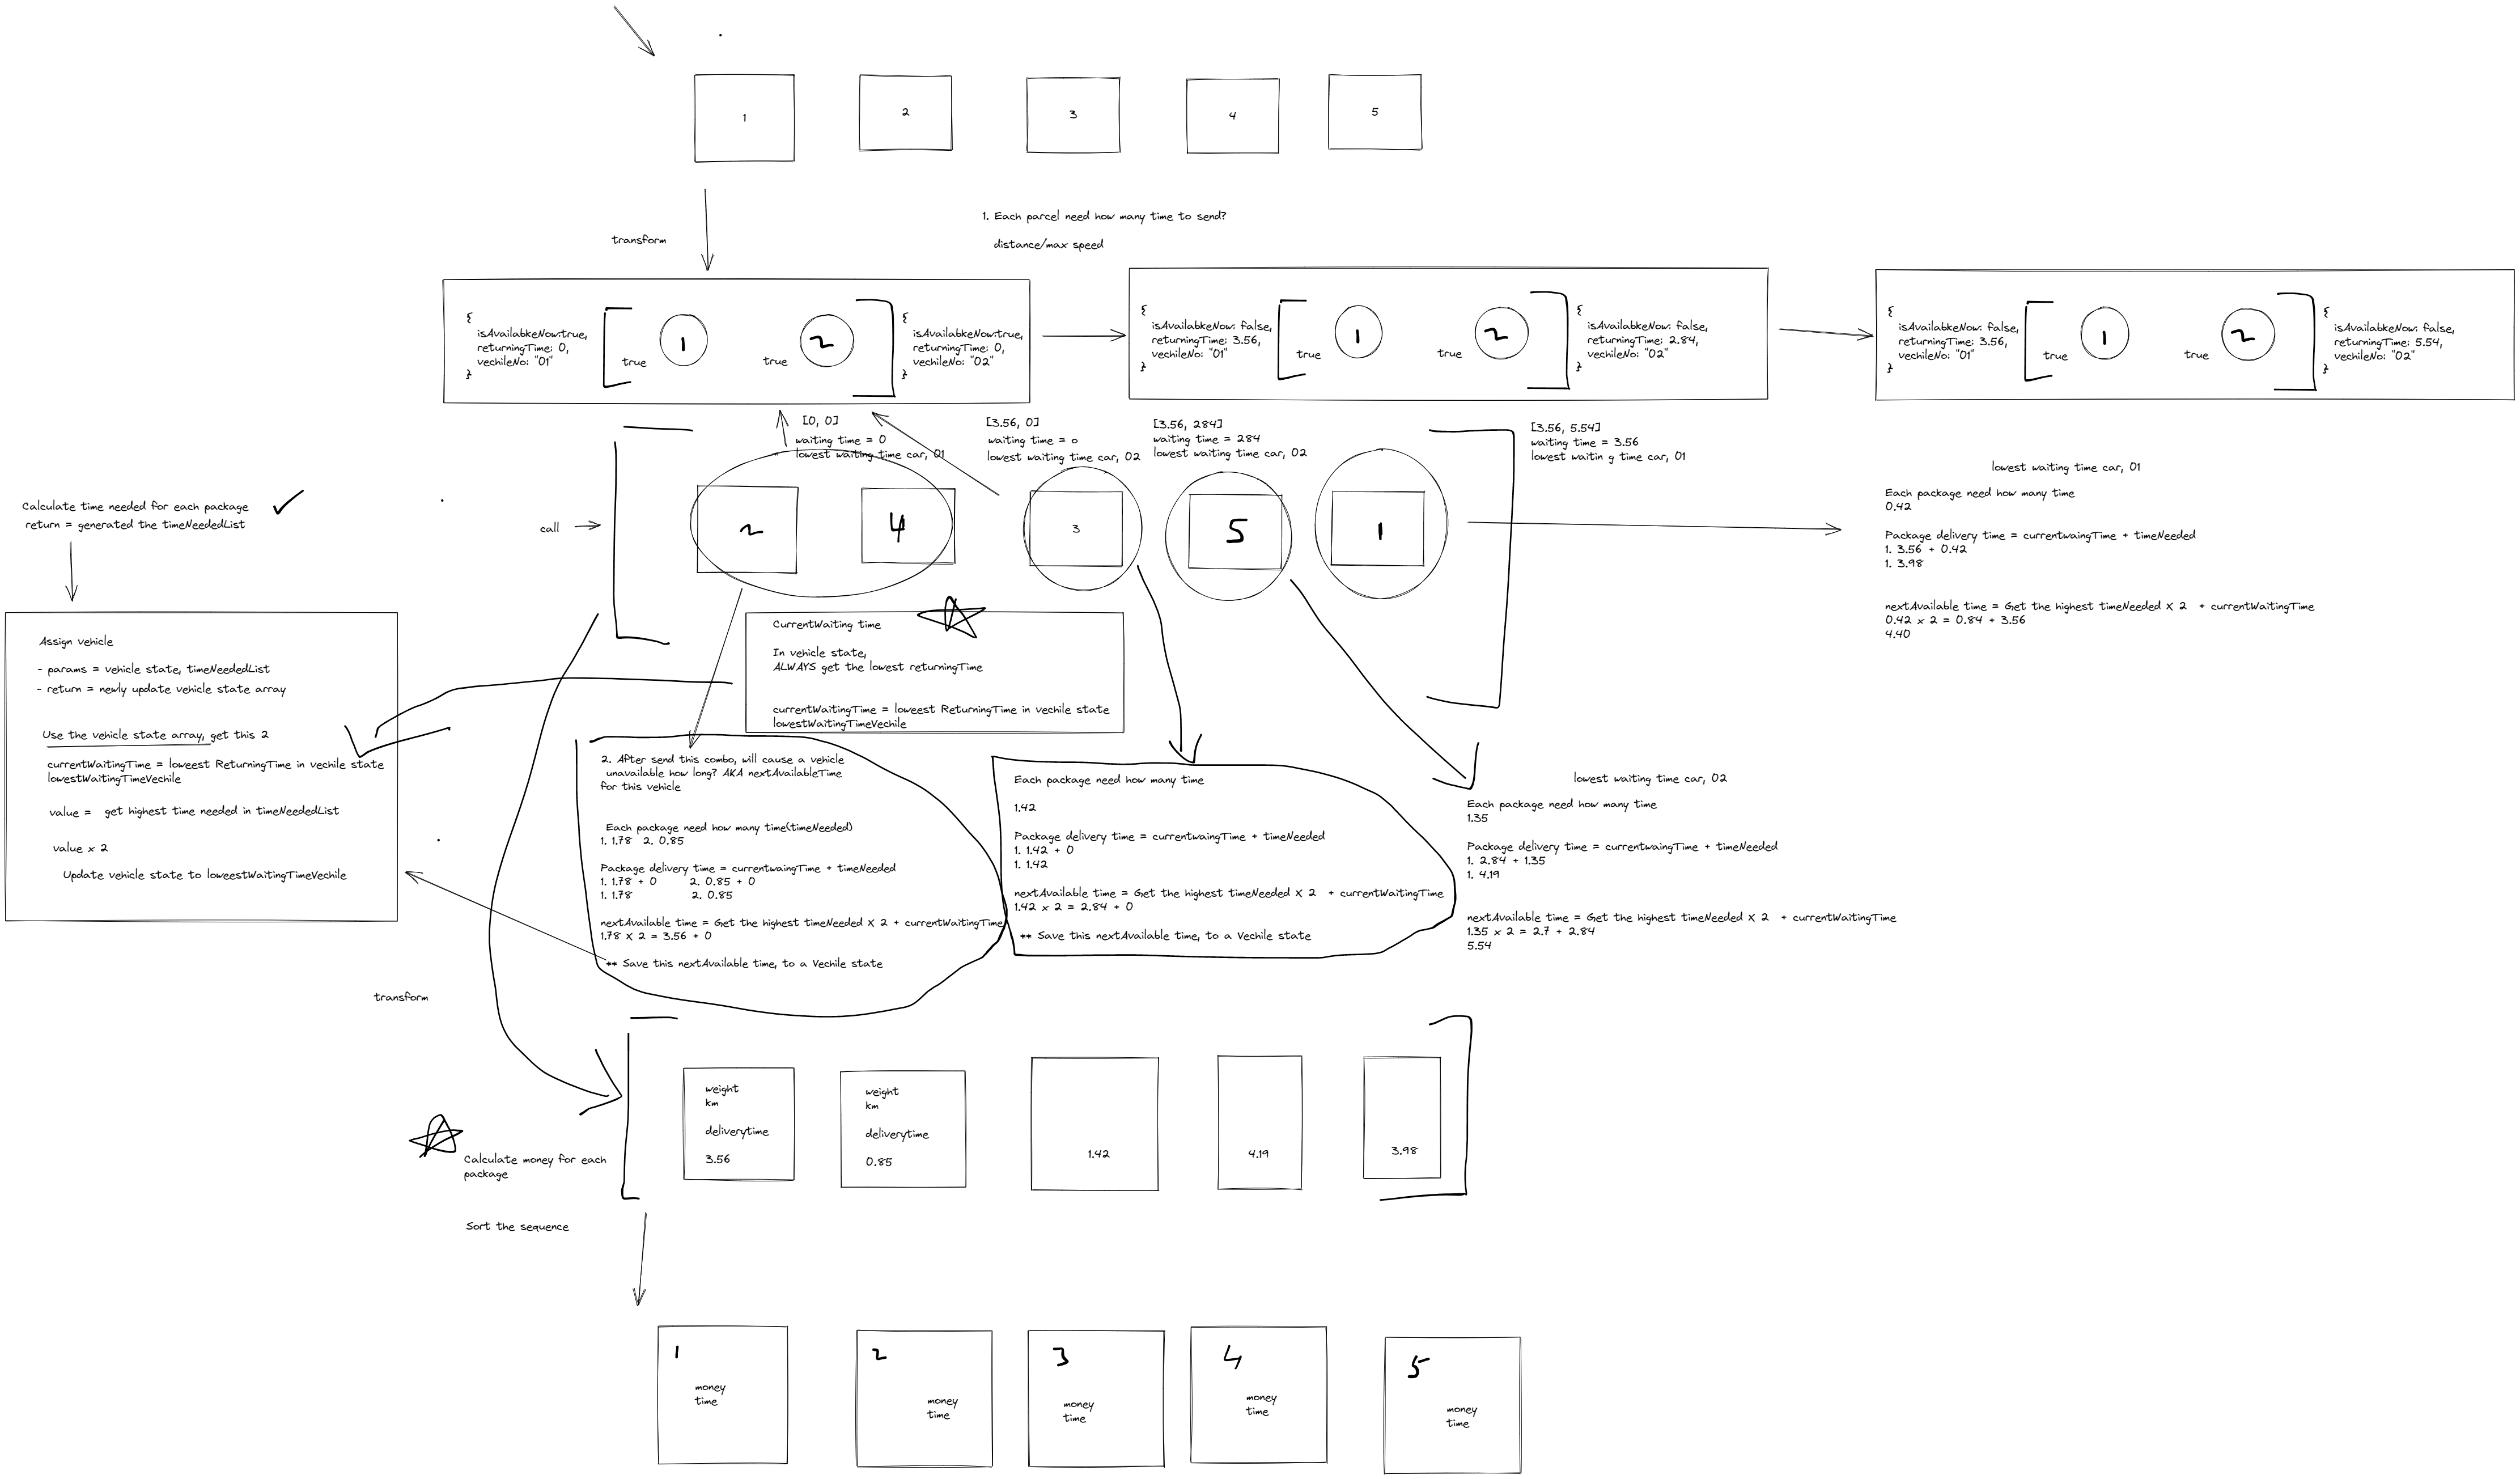 1
2
3
4
5
1. Each parcel need how many time to send?
distance/max speed
transform
{
isAvailabkeNow:true,
returningTime: 0,
vechileNo: "01"
}
true
1
true
2
{
isAvailabkeNow:true,
returningTime: 0,
vechileNo: "02"
}
{
isAvailabkeNow: false,
returningTime: 3.56,
vechileNo: "01"
}
true
1
true
2
{
isAvailabkeNow: false,
returningTime: 2.84,
vechileNo: "02"
}
{
isAvailabkeNow: false,
returningTime: 3.56,
vechileNo: "01"
}
true
1
true
2
{
isAvailabkeNow: false,
returningTime: 5.54,
vechileNo: "02"
}
[0, 0]
waiting time = 0
lowest waiting time car, 01
[3.56, 0]
waiting time = o
lowest waiting time car, 02
[3.56, 284]
waiting time = 284
lowest waiting time car, 02
[3.56, 5.54]
waiting time = 3.56
lowest waitin g time car, 01
call
2
4
3
5
1
lowest waiting time car, 01
Each package need how many time
0.42
Package delivery time = currentwaingTime + timeNeeded
1. 3.56 + 0.42
1. 3.98
nextAvailable time = Get the highest timeNeeded X 2 + currentWaitingTime
0.42 x 2 = 0.84 + 3.56
4.40
Calculate time needed for each package
return = generated the timeNeededList
Assign vehicle
- params = vehicle state, timeNeededList
- return = newly update vehicle state array
Use the vehicle state array, get this 2
currentWaitingTime = loweest ReturningTime in vechile state
lowestWaitingTimeVechile
value = get highest time needed in timeNeededList
value x 2
Update vehicle state to loweestWaitingTimeVechile
CurrentWaiting time
In vehicle state,
ALWAYS get the lowest returningTime
currentWaitingTime = loweest ReturningTime in vechile state
lowestWaitingTimeVechile
2. After send this combo, will cause a vehicle
unavailable how long? AKA nextAvailableTime
for this vehicle
Each package need how many time(timeNeeded)
1. 1.78 2. 0.85
Package delivery time = currentwaingTime + timeNeeded
1. 1.78 + 0 2. 0.85 + 0
1. 1.78 2. 0.85
nextAvailable time = Get the highest timeNeeded X 2 + currentWaitingTime
1.78 X 2 = 3.56 + 0
** Save this nextAvailable time, to a Vechile state
Each package need how many time
1.42
Package delivery time = currentwaingTime + timeNeeded
1. 1.42 + 0
1. 1.42
nextAvailable time = Get the highest timeNeeded X 2 + currentWaitingTime
1.42 x 2 = 2.84 + 0
** Save this nextAvailable time, to a Vechile state
lowest waiting time car, 02
Each package need how many time
1.35
Package delivery time = currentwaingTime + timeNeeded
1. 2.84 + 1.35
1. 4.19
nextAvailable time = Get the highest timeNeeded X 2 + currentWaitingTime
1.35 x 2 = 2.7 + 2.84
5.54
transform
weight
km
deliverytime
3.56
weight
km
deliverytime
0.85
1.42
4.19
3.98
Calculate money for each
package
Sort the sequence
1
money
time
2
money
time
3
money
time
4
money
time
5
money
time